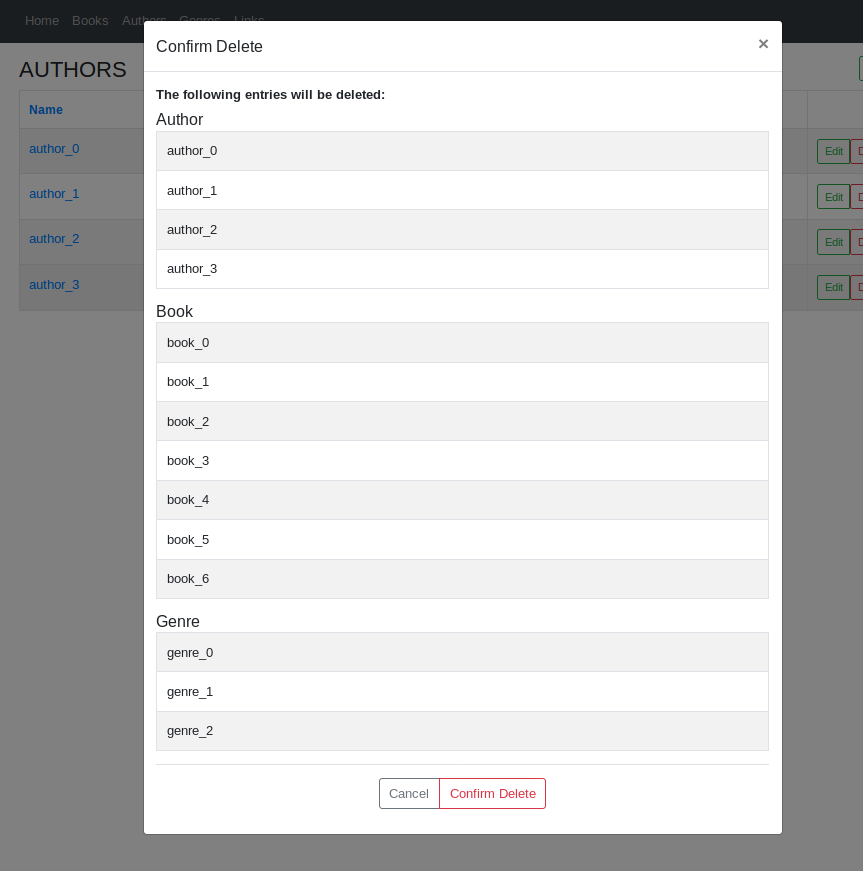 Home Books Authors Genres Links
Confirm Delete ×
AUTHORS
The following entries will be deleted:
Name
Author
author_0
author_1
author_2
author_3
author_0
author_1
author_2
author_3
Edit
Edit
Edit
Edit
Book
book_0
book_1
book_2
book_3
book_4
book_5
book_6
Genre
genre_0
genre_1
genre_2
Cancel Confirm Delete